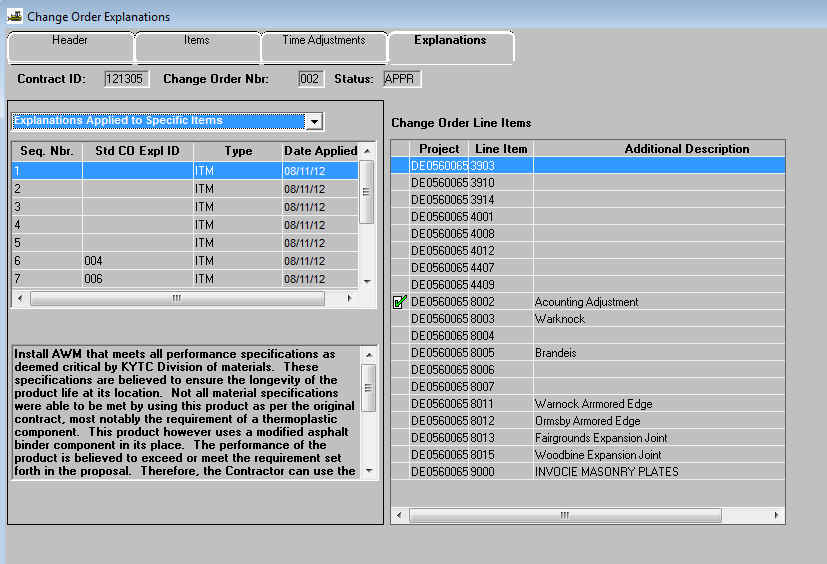 Change Order Explanations
Header Items Time Adjustments Explanations
Contract ID: 121305 Change Order Nbr: 002 Status: APPR
Explanations Applied to Specific Items
Seq. Nbr. Std CO Expl ID Type Date Applied
1 ITM 08/11/12
2 ITM 08/11/12
3 ITM 08/11/12
4 ITM 08/11/12
5 ITM 08/11/12
6 004 ITM 08/11/12
7 006 ITM 08/11/12
Install AWM that meets all performance specifications as
deemed critical by KYTC Division of materials. These
specifications are believed to ensure the longevity of the
product life at its location. Not all material specifications
were able to be met by using this product as per the original
contract, most notably the requirement of a thermoplastic
component. This product however uses a modified asphalt
binder component in its place. The performance of the
product is believed to exceed or meet the requirement set
forth in the proposal. Therefore, the Contractor can use the
Change Order Line Items
Project Line Item Additional Description
DE0560065 3903
DE0560065 3910
DE0560065 3914
DE0560065 4001
DE0560065 4008
DE0560065 4012
DE0560065 4407
DE0560065 4409
DE0560065 8002 Acounting Adjustment
DE0560065 8003 Warknock
DE0560065 8004
DE0560065 8005 Brandeis
DE0560065 8006
DE0560065 8007
DE0560065 8011 Warnock Armored Edge
DE0560065 8012 Ormsby Armored Edge
DE0560065 8013 Fairgrounds Expansion Joint
DE0560065 8015 Woodbine Expansion Joint
DE0560065 9000 INVOCIE MASONRY PLATES